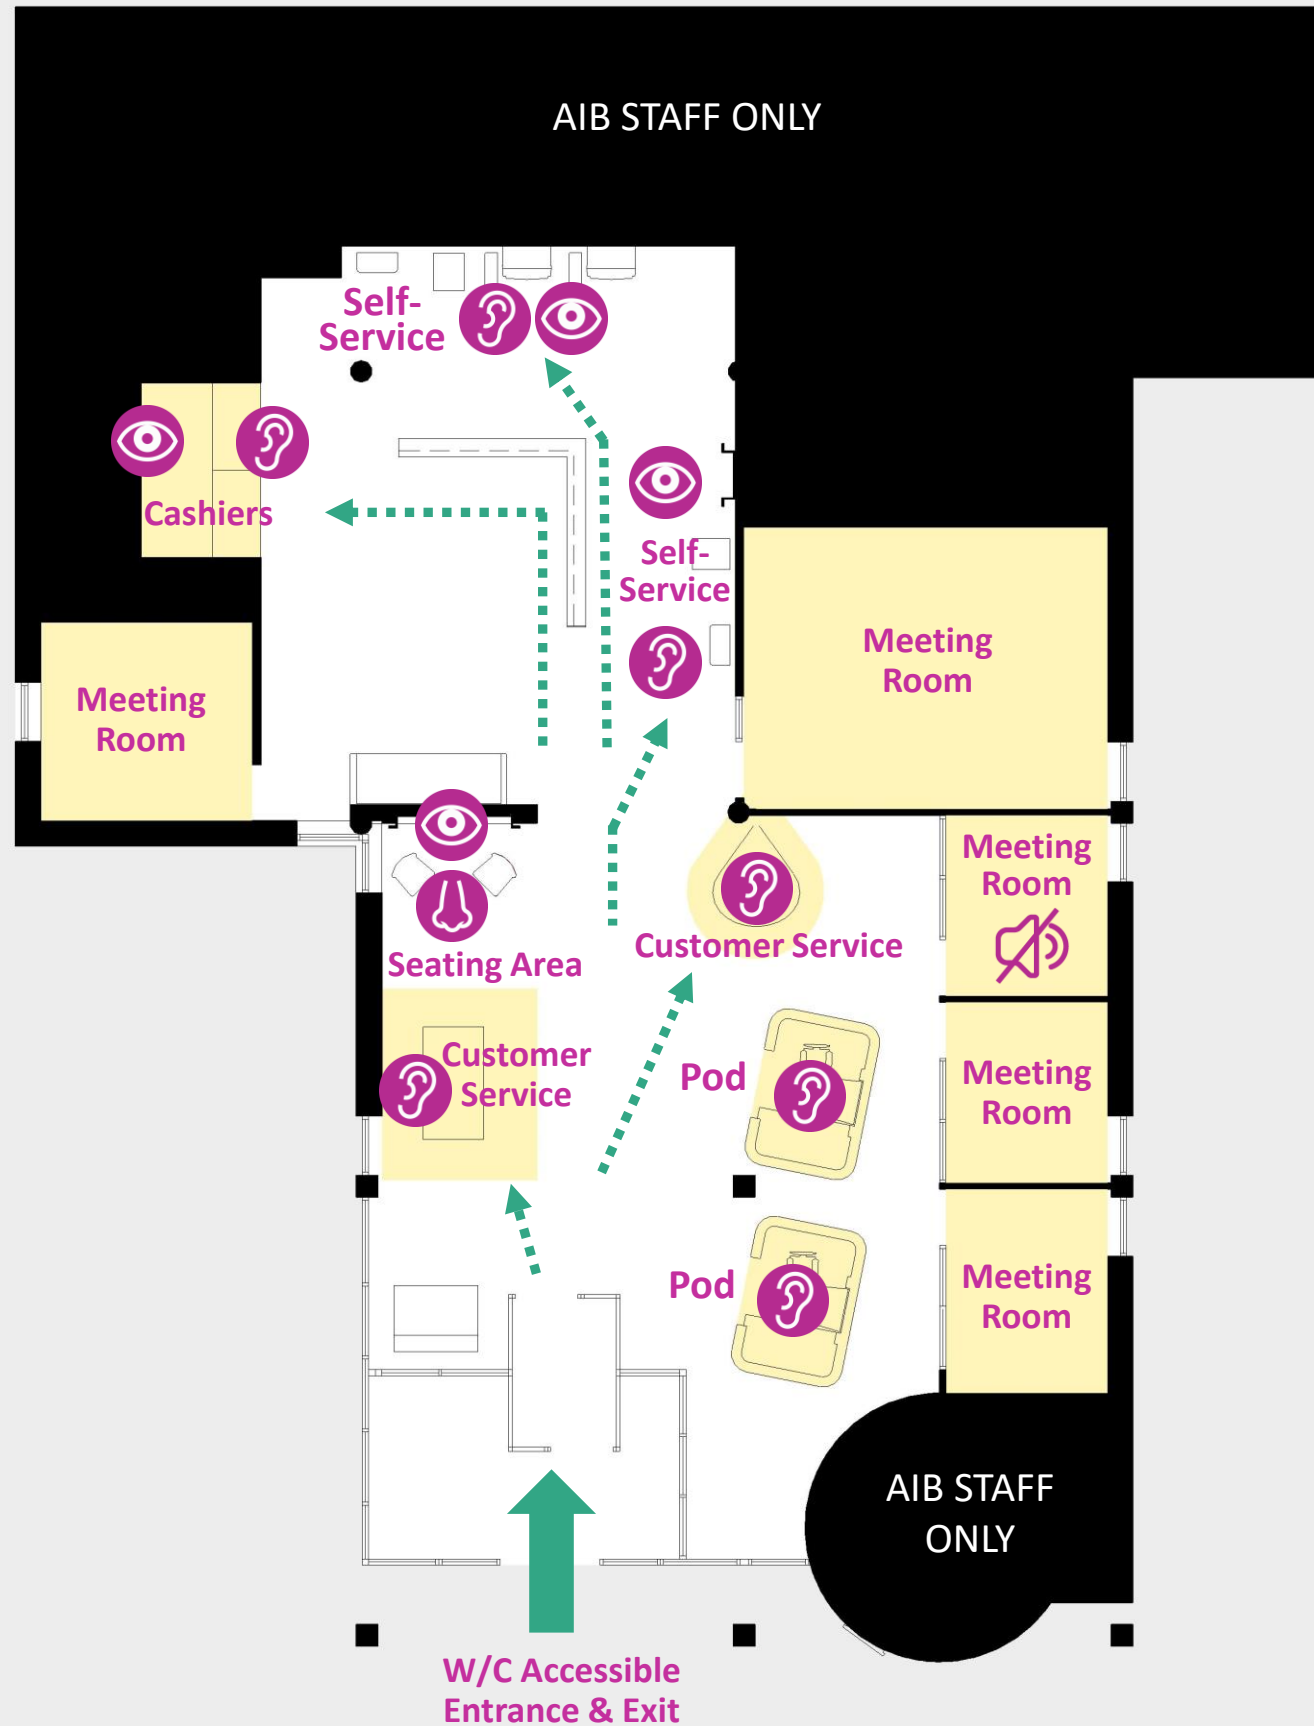 AIB STAFF ONLY
Self-
Service
Cashiers
Self-
Service
Meeting
Room
Meeting
Room
Meeting
Room
Customer Service
Seating Area
Customer
Service
Pod
Meeting
Room
Pod
Meeting
Room
AIB STAFF
ONLY
W/C Accessible
Entrance & Exit